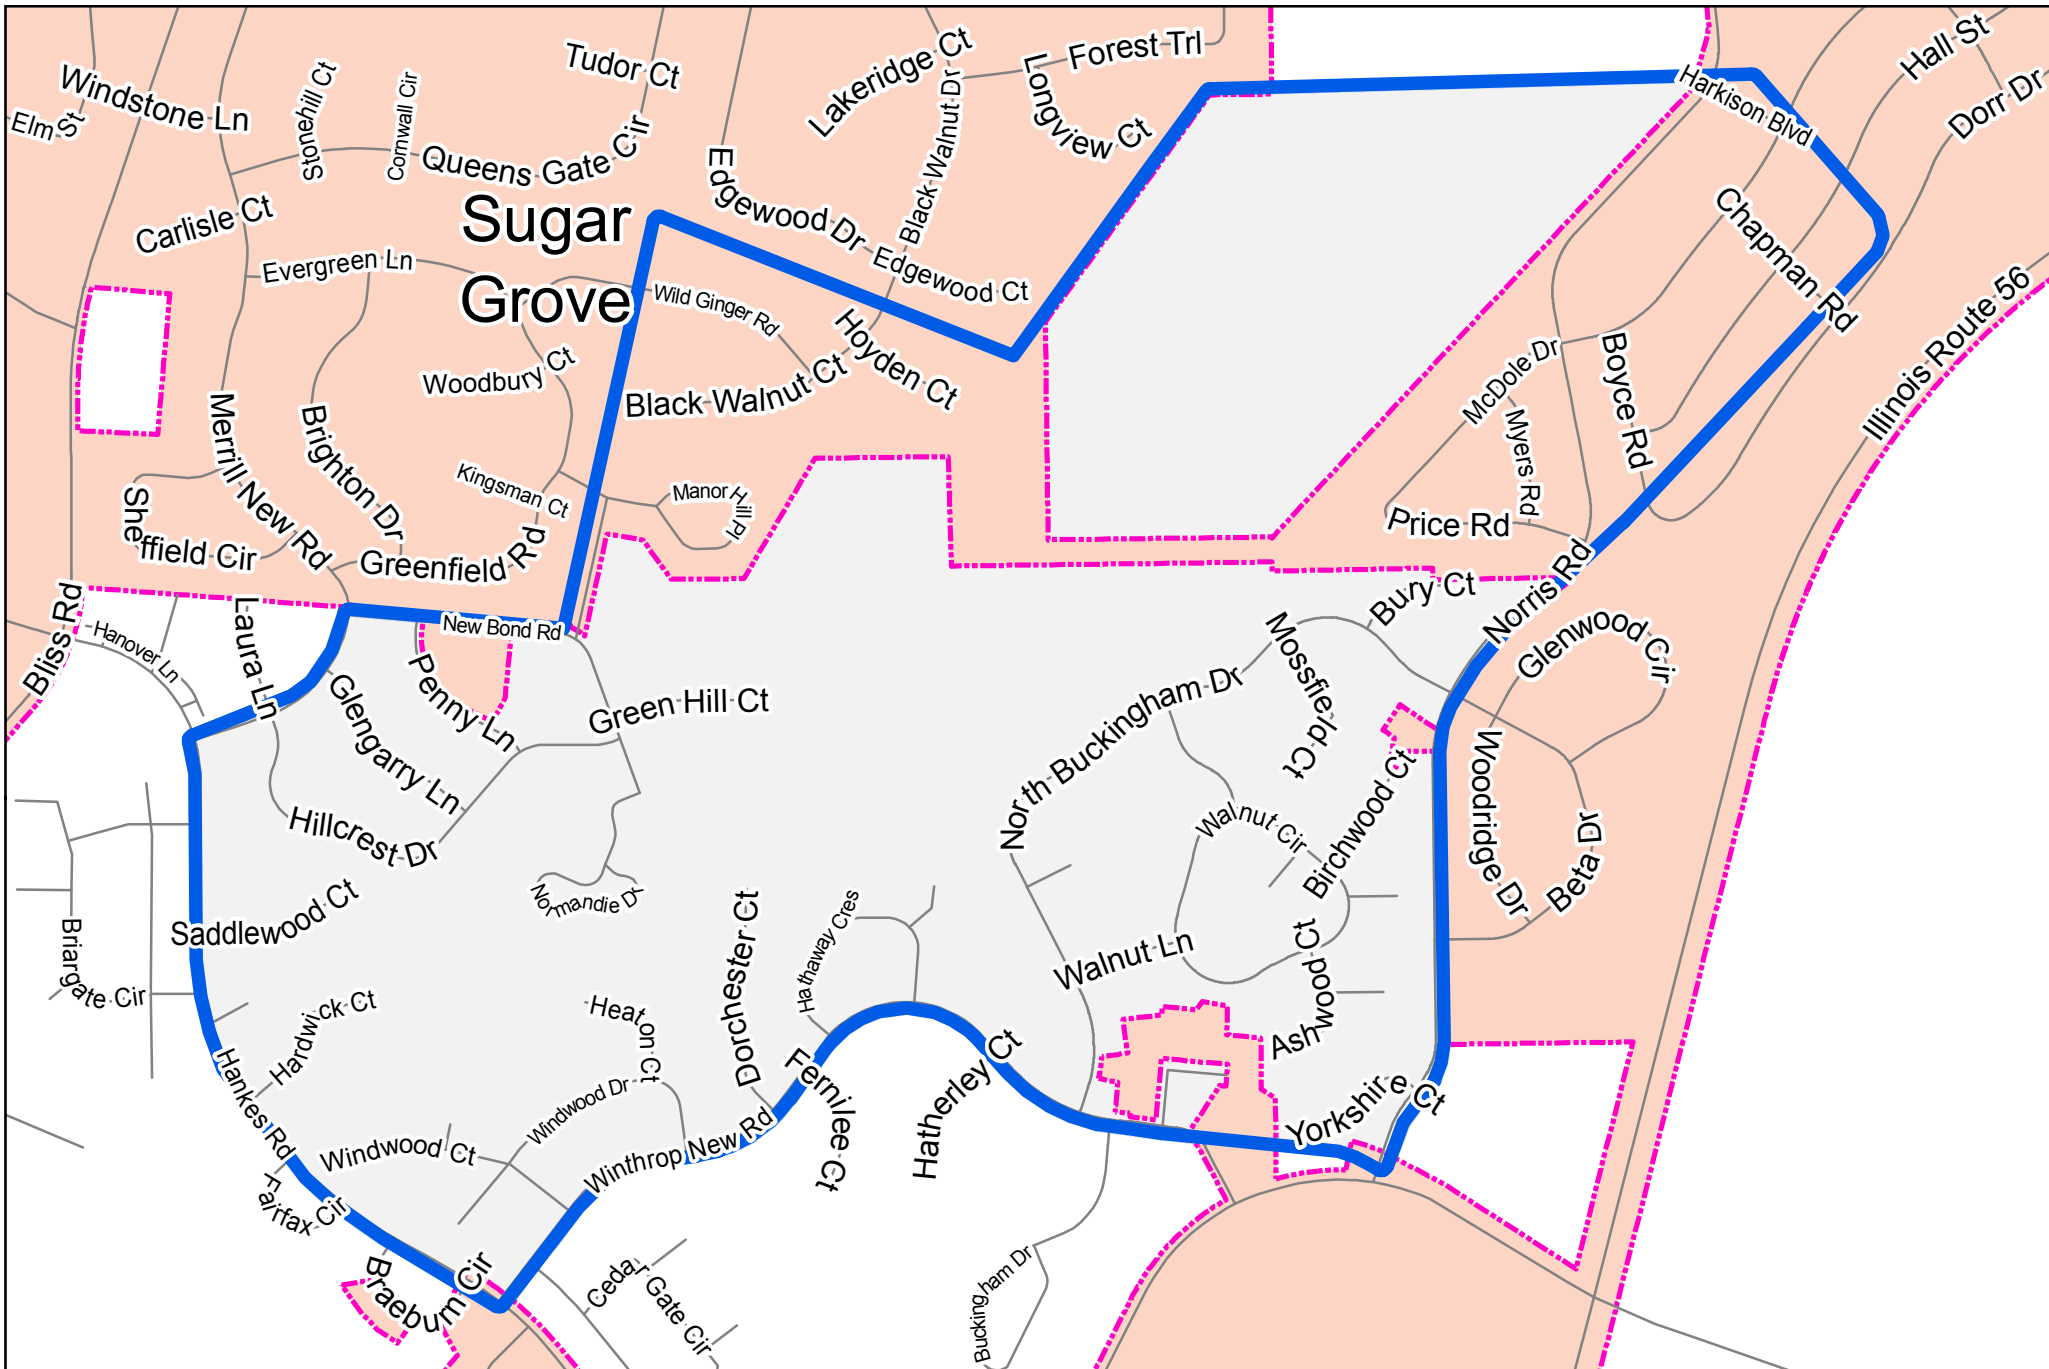 Windstone Ln
Elm St
Stonehill Ct
Cornwall Cir
Tudor Ct
Queens Gate Cir
Carlisle Ct
Sugar
Grove
Evergreen Ln
Lakeridge Ct
Black Walnut Dr
Forest Trl
Longview Ct
Edgewood Dr
Edgewood Ct
Wild Ginger Rd
Hoyden Ct
Black Walnut Ct
Woodbury Ct
Harkison Blvd
Hall St
Dorr Dr
Chapman Rd
Illinois Route 56
McDole Dr
Boyce Rd
Myers Rd
Price Rd
Merrill New Rd
Brighton Dr
Kingsman Ct
Manor Hill Pl
Sheffield Cir
Greenfield Rd
New Bond Rd
Bliss Rd
Hanover Ln
Laura Ln
Glengarry Ln
Penny Ln
Green Hill Ct
Hillcrest Dr
Norris Rd
Bury Ct
Mossfield Ct
Glenwood Cir
North Buckingham Dr
Woodridge Dr
Beta Dr
Walnut Cir
Birchwood Ct
Saddlewood Ct
Normandie Dr
Briargate Cir
Hardwick Ct
Heaton Ct
Dorchester Ct
Hathaway Cres
Walnut Ln
Ashwood Ct
Hankes Rd
Windwood Dr
Windwood Ct
Winthrop New Rd
Fernilee Ct
Hatherley Ct
Yorkshire Ct
Fairfax Cir
Braeburn Cir
Cedar Gate Cir
Buckingham Dr